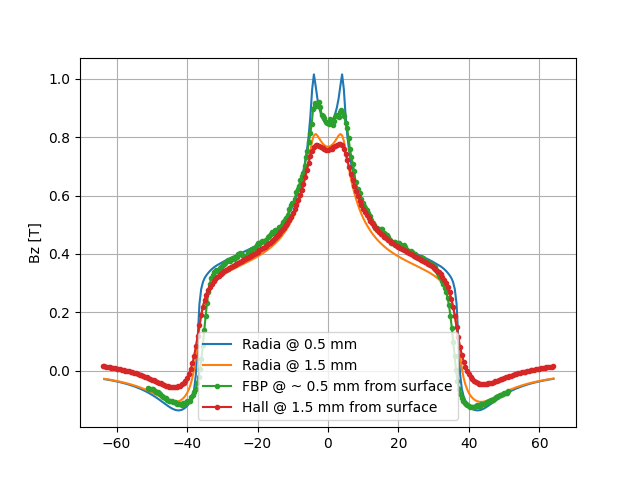 1.0
0.8
0.6
0.4
0.2
0.0
Bz [T]
Radia @ 0.5 mm
Radia @ 1.5 mm
FBP @ ~ 0.5 mm from surface
Hall @ 1.5 mm from surface
−60 −40 −20 0 20 40 60